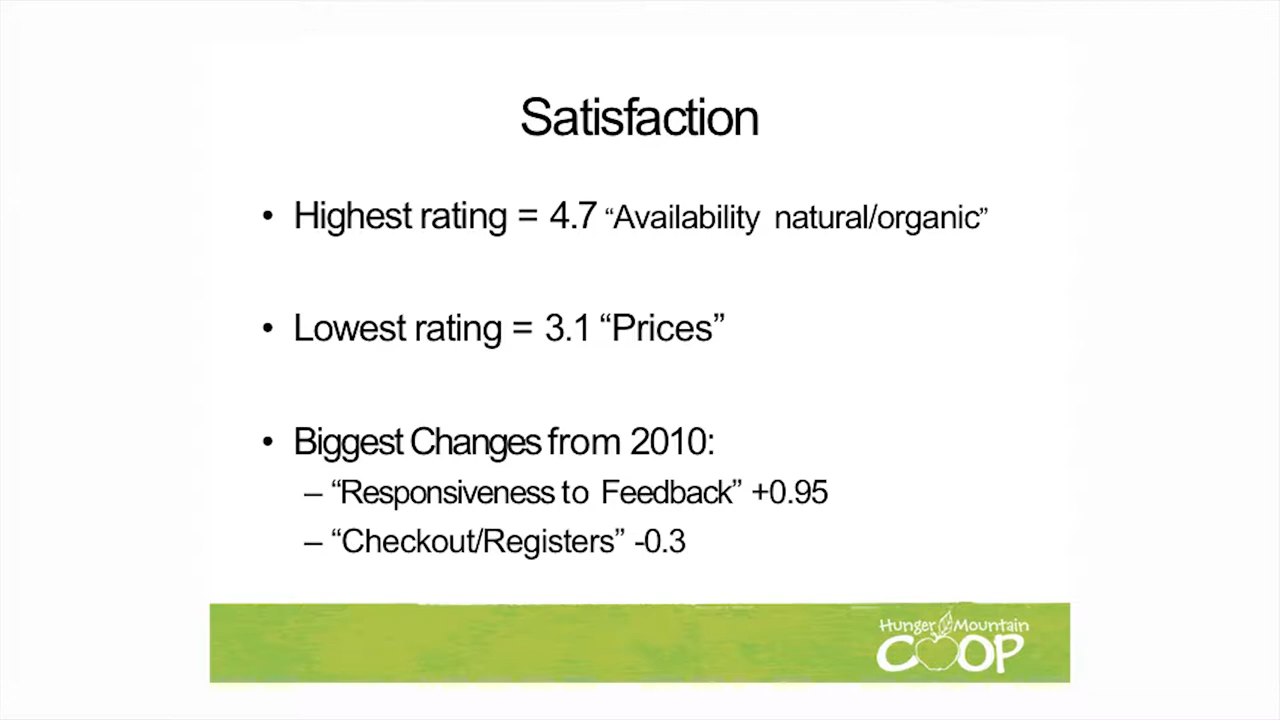 Satisfaction
• Highest rating = 4.7 “Availability natural/organic”
• Lowest rating = 3.1 “Prices”
• Biggest Changes from 2010:
– “Responsiveness to Feedback” +0.95
– “Checkout/Registers” -0.3
Hunger Mountain
COOP